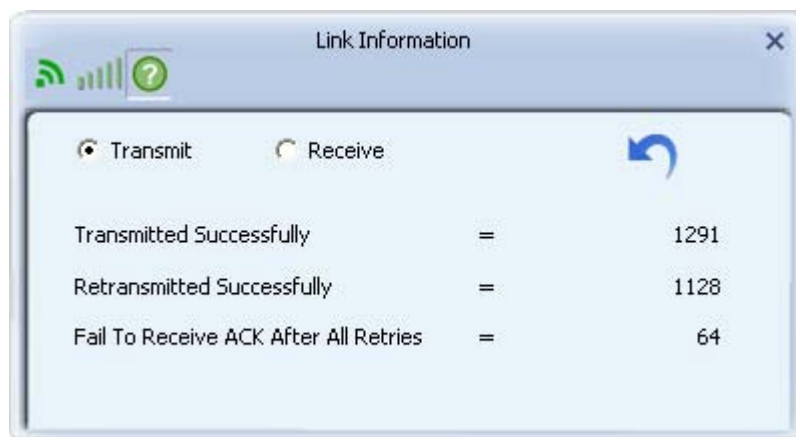 Link Information
Transmit Receive
Transmitted Successfully = 1291
Retransmitted Successfully = 1128
Fail To Receive ACK After All Retries = 64